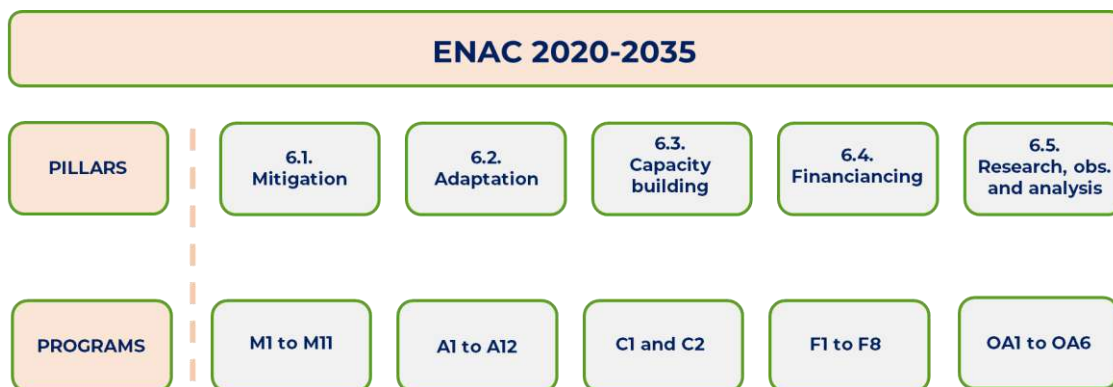 ENAC 2020-2035
PILLARS
6.1.
Mitigation
6.2.
Adaptation
6.3.
Capacity
building
6.4.
Financiancing
6.5.
Research, obs.
and analysis
PROGRAMS
M1 to M11
A1 to A12
C1 and C2
F1 to F8
OA1 to OA6